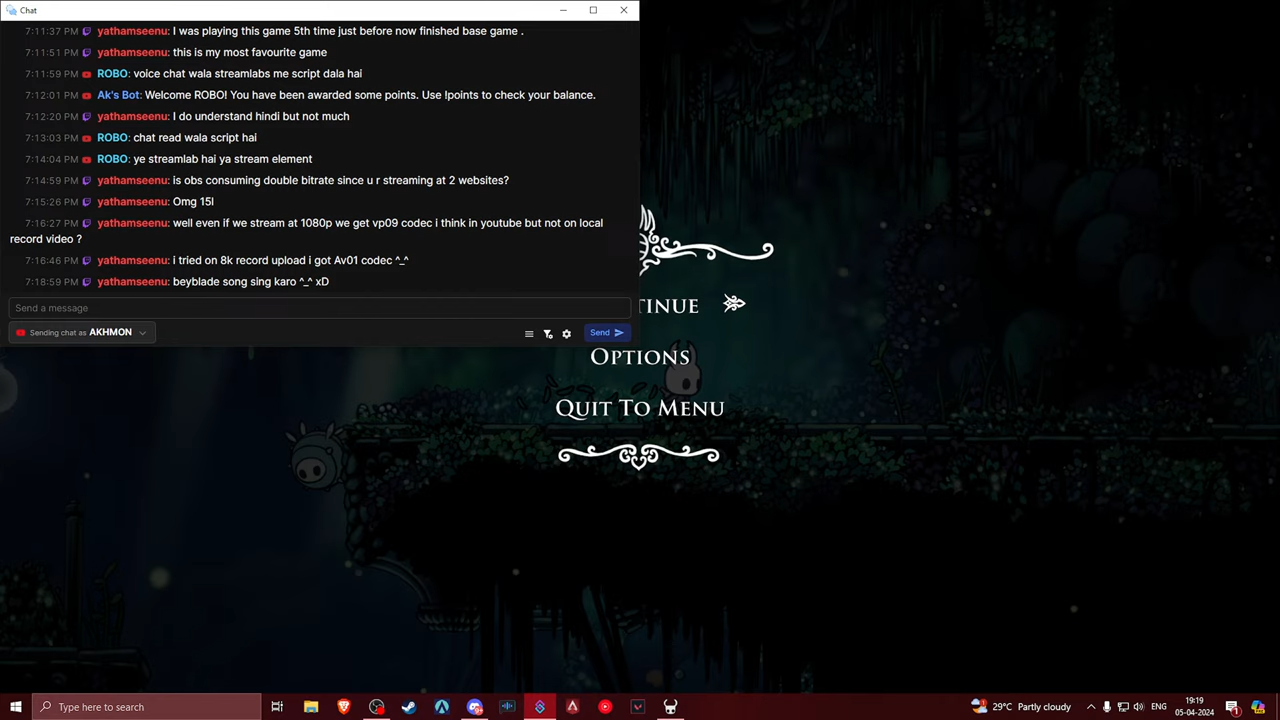 Chat
7:11:37 PM yathamseenu: I was playing this game 5th time just before now finished base game .
7:11:51 PM yathamseenu: this is my most favourite game
7:11:59 PM ROBO: voice chat wala streamlabs me script dala hai
7:12:01 PM Ak's Bot: Welcome ROBO! You have been awarded some points. Use !points to check your balance.
7:12:20 PM yathamseenu: I do understand hindi but not much
7:13:03 PM ROBO: chat read wala script hai
7:14:04 PM ROBO: ye streamlab hai ya stream element
7:14:59 PM yathamseenu: is obs consuming double bitrate since u r streaming at 2 websites?
7:15:26 PM yathamseenu: Omg 15l
7:16:27 PM yathamseenu: well even if we stream at 1080p we get vp09 codec i think in youtube but not on local
record video ?
7:16:46 PM yathamseenu: i tried on 8k record upload i got Av01 codec ^_^
7:18:59 PM yathamseenu: beyblade song sing karo ^_^ xD
Send a message
Sending chat as AKHMON
Send
TINUE
OPTIONS
QUIT TO MENU
Type here to search
29°C Partly cloudy
ENG
19:19
05-04-2024
1